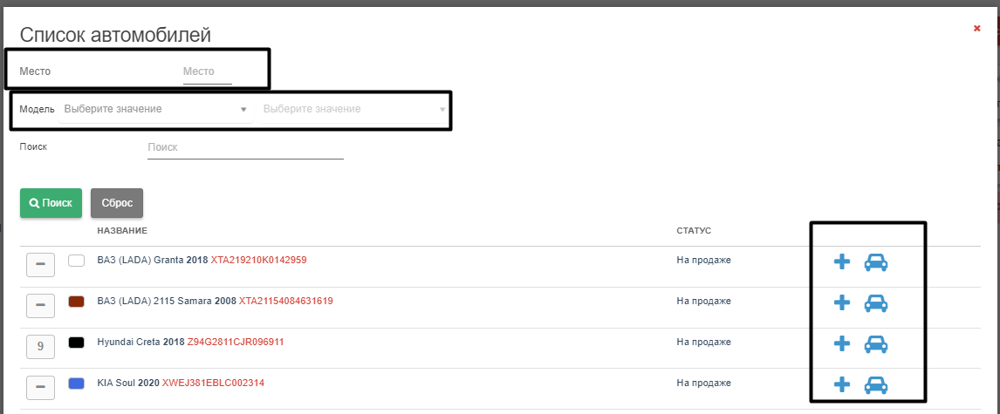 Список автомобилей
Место Место
Модель Выберите значение Выберите значение
Поиск Поиск
Поиск Сброс
НАЗВАНИЕ СТАТУС
ВАЗ (LADA) Granta 2018 XTA219210K0142959 На продаже
ВАЗ (LADA) 2115 Samara 2008 XTA21154084631619 На продаже
9 Hyundai Creta 2018 Z94G2811CJR096911 На продаже
KIA Soul 2020 XWEJ381EBLC002314 На продаже